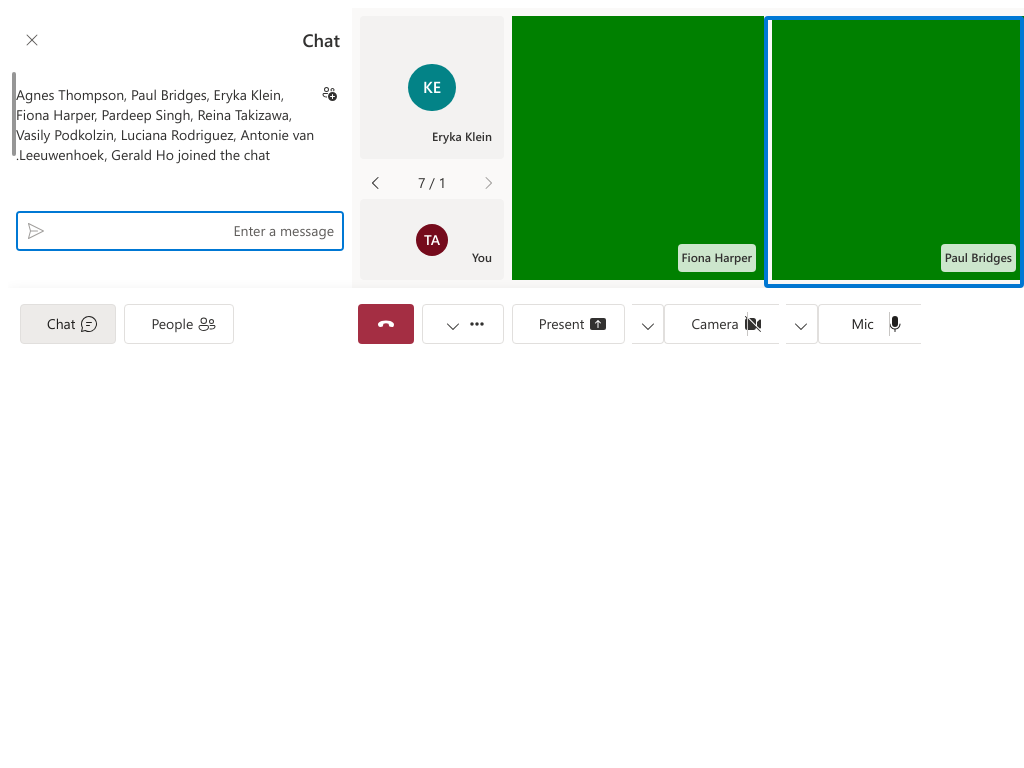 Chat
Agnes Thompson, Paul Bridges, Eryka Klein,
Fiona Harper, Pardeep Singh, Reina Takizawa,
Vasily Podkolzin, Luciana Rodriguez, Antonie van
.Leeuwenhoek, Gerald Ho joined the chat
Enter a message
KE
Eryka Klein
7 / 1
TA
You
Fiona Harper
Paul Bridges
Chat
People
Present
Camera
Mic